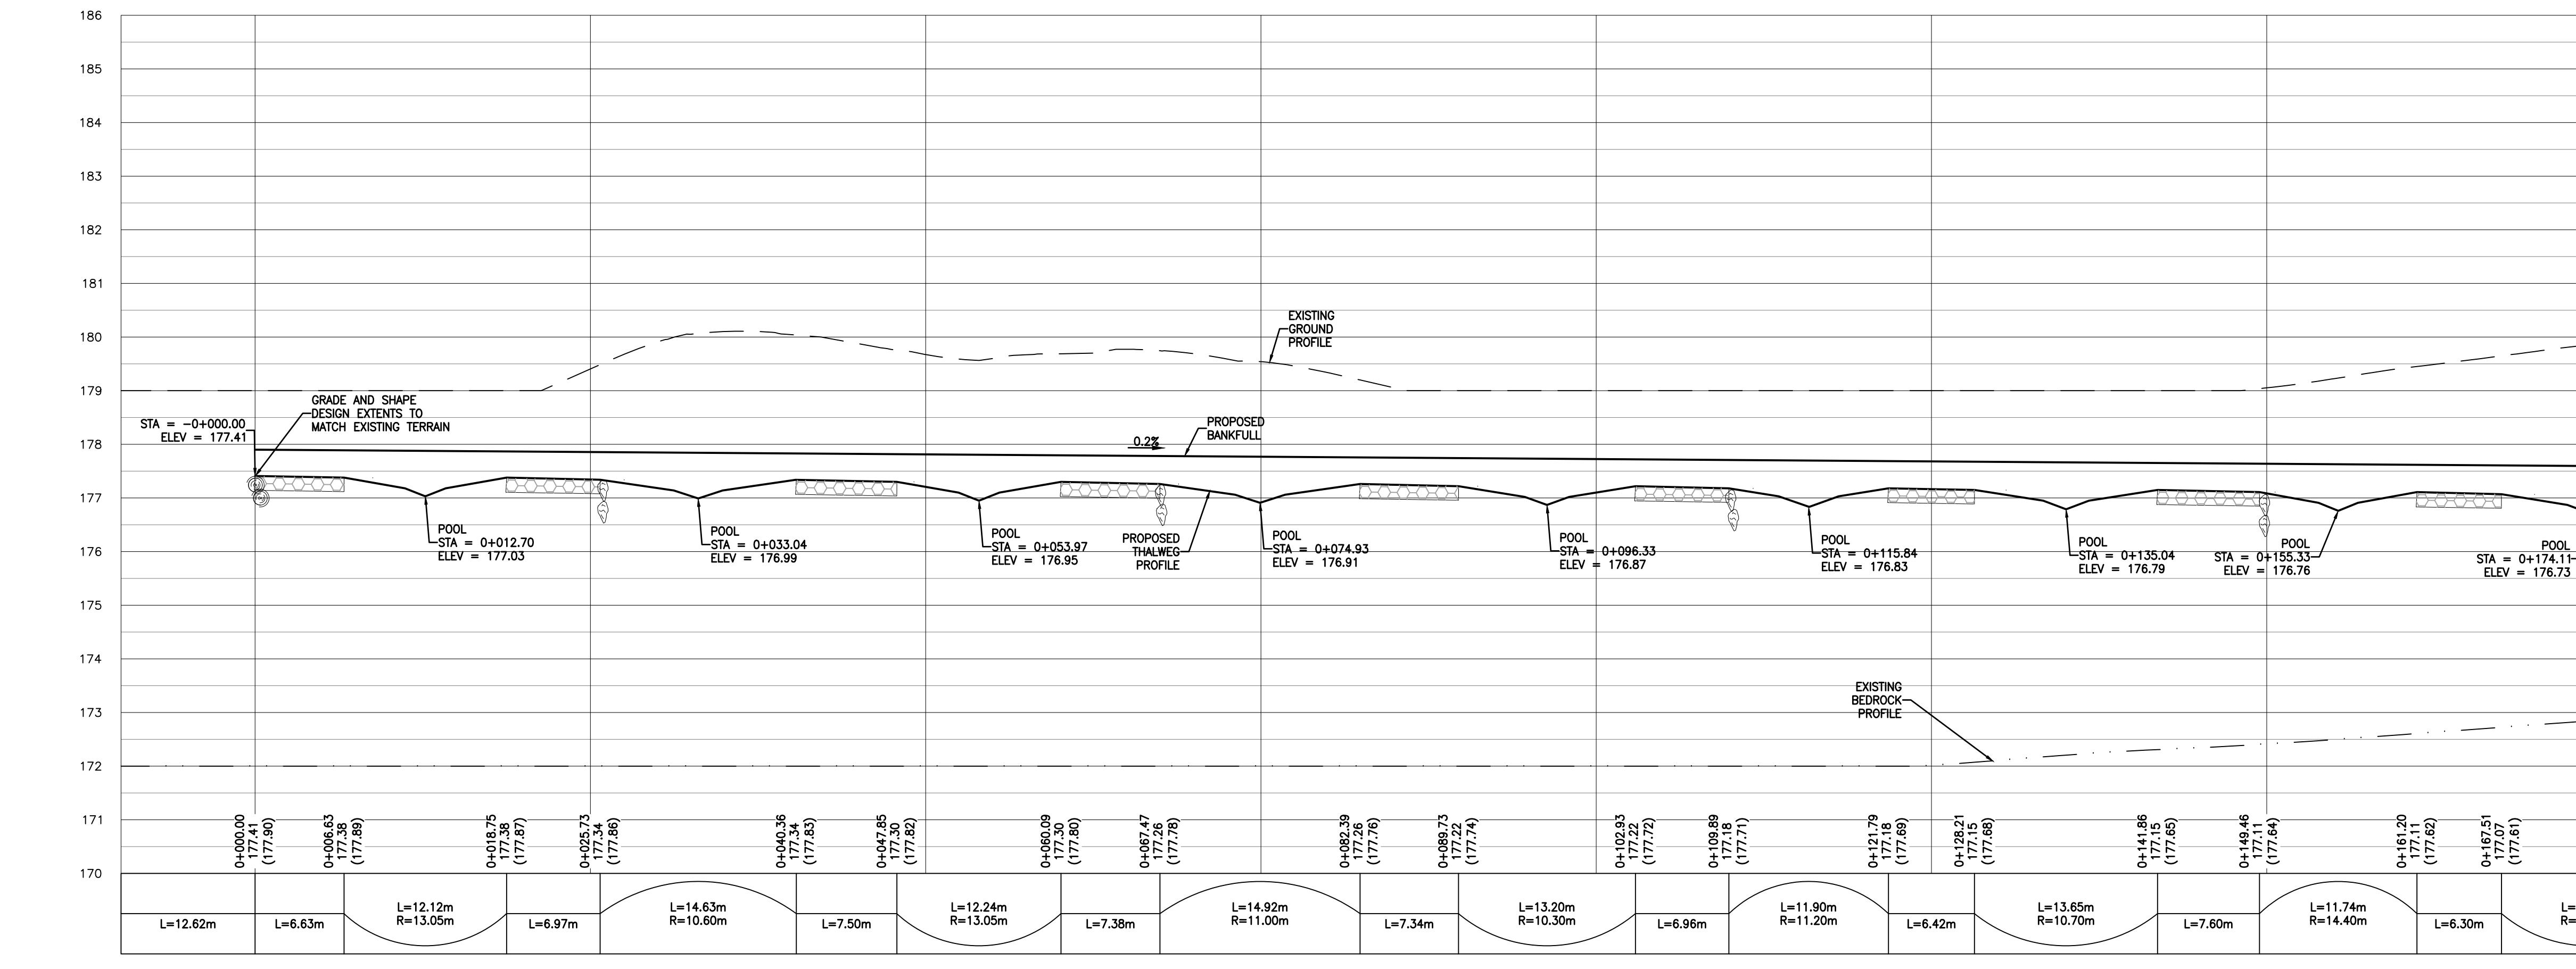 186
185
184
183
182
181
180
179
178
177
176
175
174
173
172
171
170
STA = -0+000.00
ELEV = 177.41
GRADE AND SHAPE
DESIGN EXTENTS TO
MATCH EXISTING TERRAIN
EXISTING
GROUND
PROFILE
0.2%
PROPOSED
BANKFULL
POOL
STA = 0+012.70
ELEV = 177.03
POOL
STA = 0+033.04
ELEV = 176.99
POOL
STA = 0+053.97
ELEV = 176.95
PROPOSED
THALWEG
PROFILE
POOL
STA = 0+074.93
ELEV = 176.91
POOL
STA = 0+096.33
ELEV = 176.87
POOL
STA = 0+115.84
ELEV = 176.83
POOL
STA = 0+135.04
ELEV = 176.79
POOL
STA = 0+155.33
ELEV = 176.76
POOL
STA = 0+174.11
ELEV = 176.73
EXISTING
BEDROCK
PROFILE
0+000.00
177.41
(177.90)
0+006.63
177.38
(177.89)
0+018.75
177.38
(177.87)
0+025.73
177.34
(177.86)
0+040.36
177.34
(177.83)
0+047.85
177.30
(177.82)
0+060.09
177.30
(177.80)
0+067.47
177.26
(177.78)
0+082.39
177.26
(177.76)
0+089.73
177.22
(177.74)
0+102.93
177.22
(177.72)
0+109.89
177.18
(177.71)
0+121.79
177.18
(177.69)
0+128.21
177.15
(177.68)
0+141.86
177.15
(177.65)
0+149.46
177.11
(177.64)
0+161.20
177.11
(177.62)
0+167.51
177.07
(177.61)
L=12.62m
L=6.63m
L=12.12m
R=13.05m
L=6.97m
L=14.63m
R=10.60m
L=7.50m
L=12.24m
R=13.05m
L=7.38m
L=14.92m
R=11.00m
L=7.34m
L=13.20m
R=10.30m
L=6.96m
L=11.90m
R=11.20m
L=6.42m
L=13.65m
R=10.70m
L=7.60m
L=11.74m
R=14.40m
L=6.30m
L=
R=